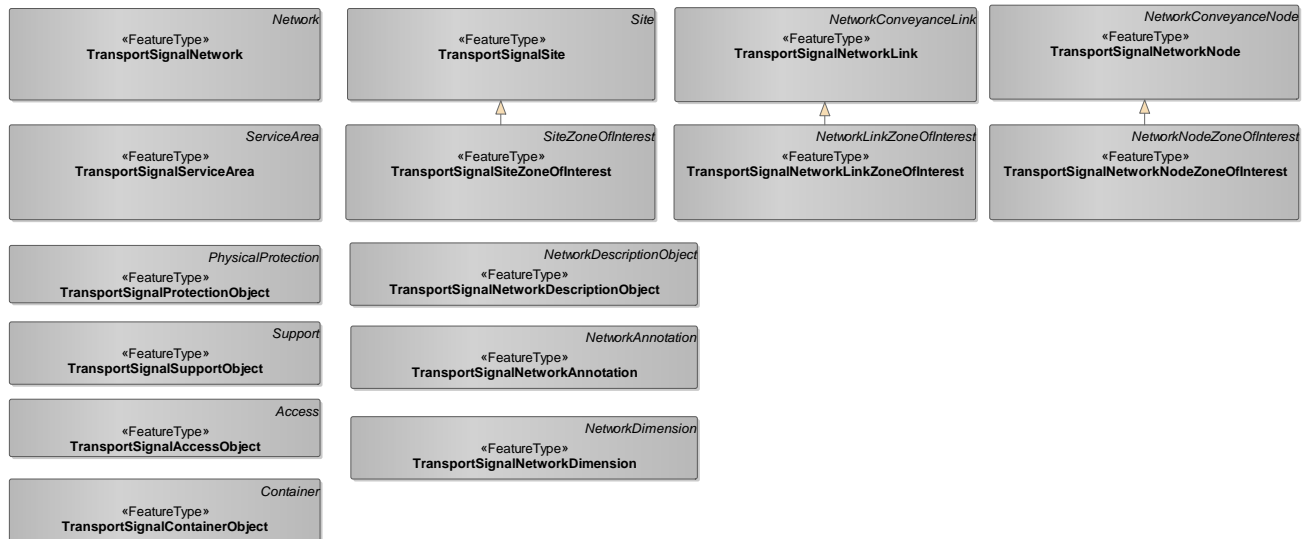 Network
«FeatureType»
TransportSignalNetwork
Site
«FeatureType»
TransportSignalSite
NetworkConveyanceLink
«FeatureType»
TransportSignalNetworkLink
NetworkConveyanceNode
«FeatureType»
TransportSignalNetworkNode
ServiceArea
«FeatureType»
TransportSignalServiceArea
SiteZoneOfInterest
«FeatureType»
TransportSignalSiteZoneOfInterest
NetworkLinkZoneOfInterest
«FeatureType»
TransportSignalNetworkLinkZoneOfInterest
NetworkNodeZoneOfInterest
«FeatureType»
TransportSignalNetworkNodeZoneOfInterest
PhysicalProtection
«FeatureType»
TransportSignalProtectionObject
NetworkDescriptionObject
«FeatureType»
TransportSignalNetworkDescriptionObject
Support
«FeatureType»
TransportSignalSupportObject
NetworkAnnotation
«FeatureType»
TransportSignalNetworkAnnotation
Access
«FeatureType»
TransportSignalAccessObject
NetworkDimension
«FeatureType»
TransportSignalNetworkDimension
Container
«FeatureType»
TransportSignalContainerObject